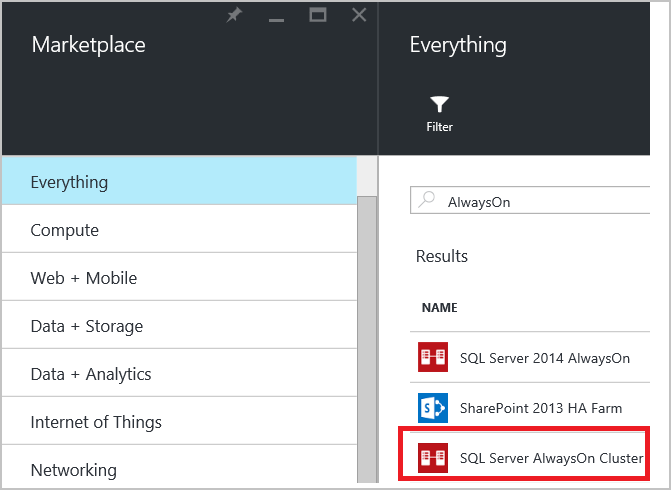 Marketplace
Everything
Filter
Everything
Compute
Web + Mobile
Data + Storage
Data + Analytics
Internet of Things
Networking
AlwaysOn
Results
NAME
SQL Server 2014 AlwaysOn
SharePoint 2013 HA Farm
SQL Server AlwaysOn Cluster